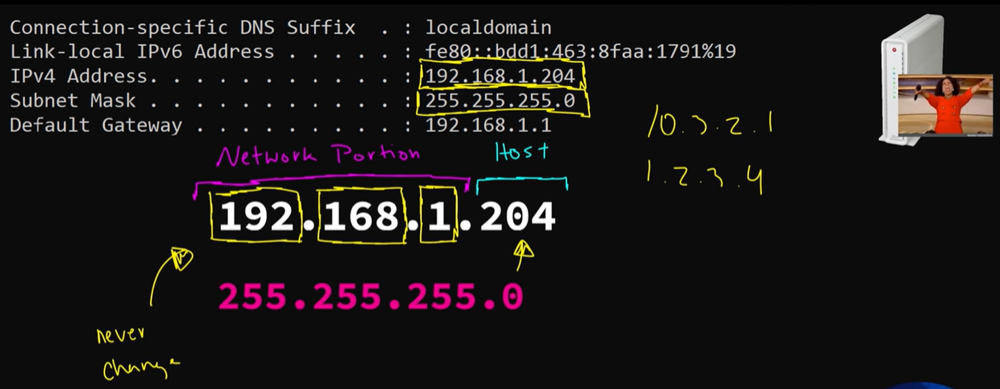 Connection-specific DNS Suffix . : localdomain
Link-local IPv6 Address . . . . . : fe80::bdd1:463:8faa:1791%19
IPv4 Address. . . . . . . . . . . : 192.168.1.204
Subnet Mask . . . . . . . . . . . : 255.255.255.0
Default Gateway . . . . . . . . . : 192.168.1.1
10.3.2.1
1.2.3.4
Network Portion Host
192.168.1.204
255.255.255.0
never
change